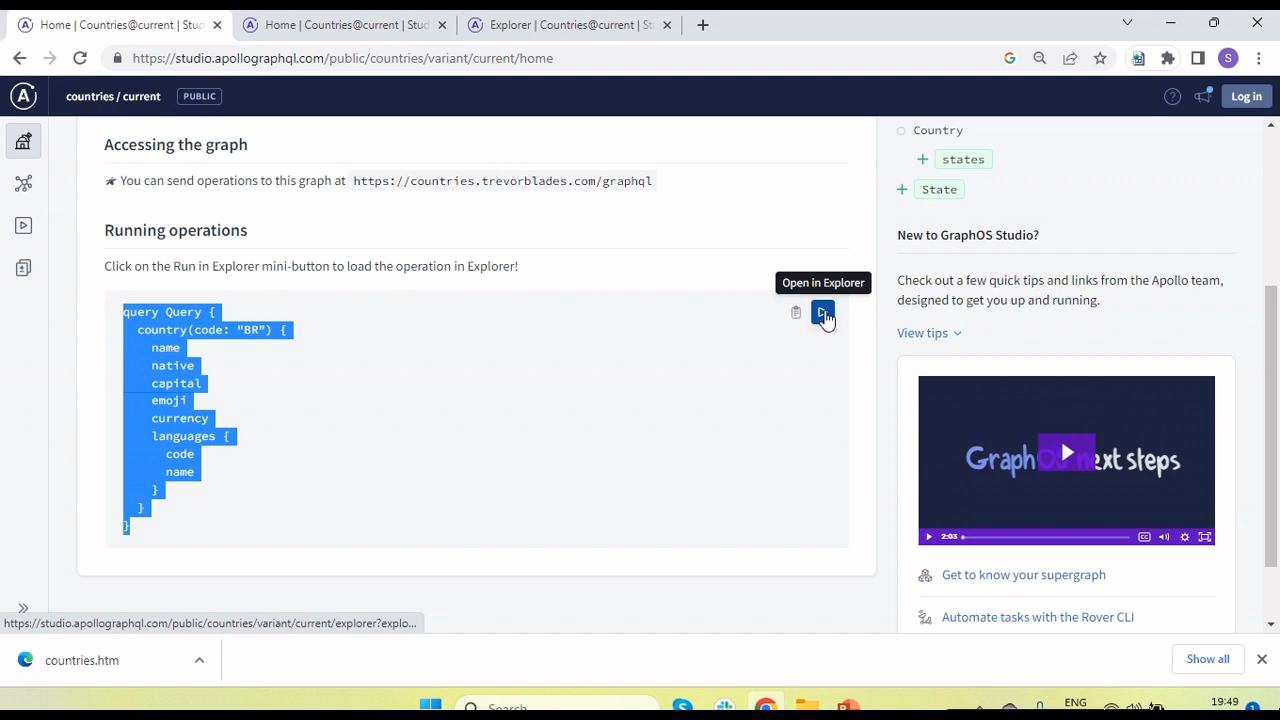 Home | Countries@current | Stud
Home | Countries@current | Stud
Explorer | Countries@current | St
https://studio.apollographql.com/public/countries/variant/current/home
S
countries / current
PUBLIC
Log in
Accessing the graph
You can send operations to this graph at https://countries.trevorblades.com/graphql
Running operations
Click on the Run in Explorer mini-button to load the operation in Explorer!
Open in Explorer
query Query {
country(code: "BR") {
name
native
capital
emoji
currency
languages {
code
name
}
}
}
Country
+ states
+ State
New to GraphOS Studio?
Check out a few quick tips and links from the Apollo team,
designed to get you up and running.
View tips
GraphOS next steps
2:03
CC
Get to know your supergraph
Automate tasks with the Rover CLI
https://studio.apollographql.com/public/countries/variant/current/explorer?explo...
countries.htm
Show all
Search
ENG
19:49